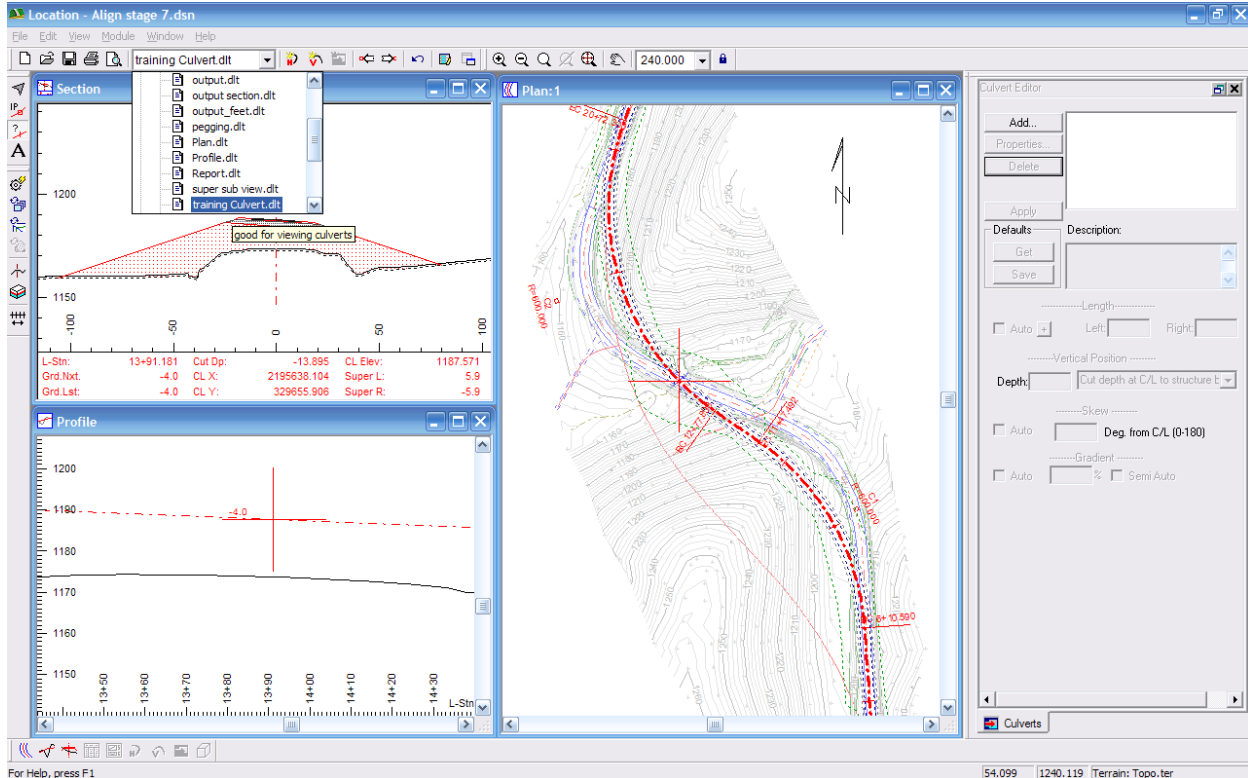 Location - Align stage 7.dsn
File Edit View Module Window Help
training Culvert.dlt
240.000
output.dlt
output section.dlt
output_feet.dlt
pegging.dlt
Plan.dlt
Profile.dlt
Report.dlt
super sub view.dlt
training Culvert.dlt
good for viewing culverts
Section
1200
1150
-100 -50 0 50 100
L-Stn: 13+91.181 Cut Dp: -13.895 CL Elev: 1187.571
Grd.Nxt. -4.0 CL X: 2195638.104 Super L: 5.9
Grd.Lst: -4.0 CL Y: 329655.906 Super R: -5.9
Profile
1200
1190
1180
1170
1160
1150
-4.0
13+50 13+60 13+70 13+80 13+90 14+00 14+10 14+20 14+30
L-Stn
Plan:1
N
R=600.000
R=600.000
6+10.590
Culvert Editor
Add...
Properties...
Delete
Apply
Defaults
Get
Save
Description:
Length
Auto + Left: Right:
Vertical Position
Depth: Cut depth at C/L to structure b
Skew
Auto Deg. from C/L (0-180)
Gradient
Auto % Semi Auto
Culverts
For Help, press F1
54.099 1240.119 Terrain: Topo.ter